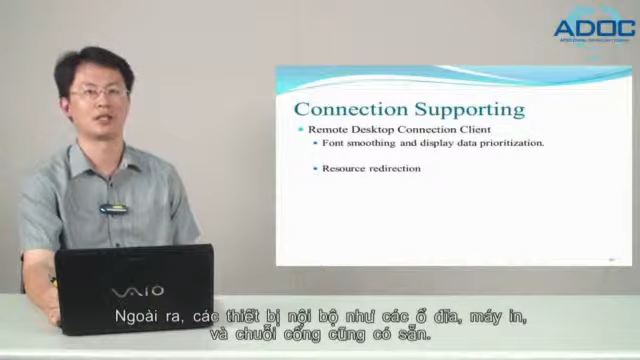 ADOC
Connection Supporting
Remote Desktop Connection Client
Font smoothing and display data prioritization.
Resource redirection
VAIO
Ngoài ra, các thiết bị nội bộ như các ổ dĩa, máy in,
và chuỗi cổng cũng có sẵn.